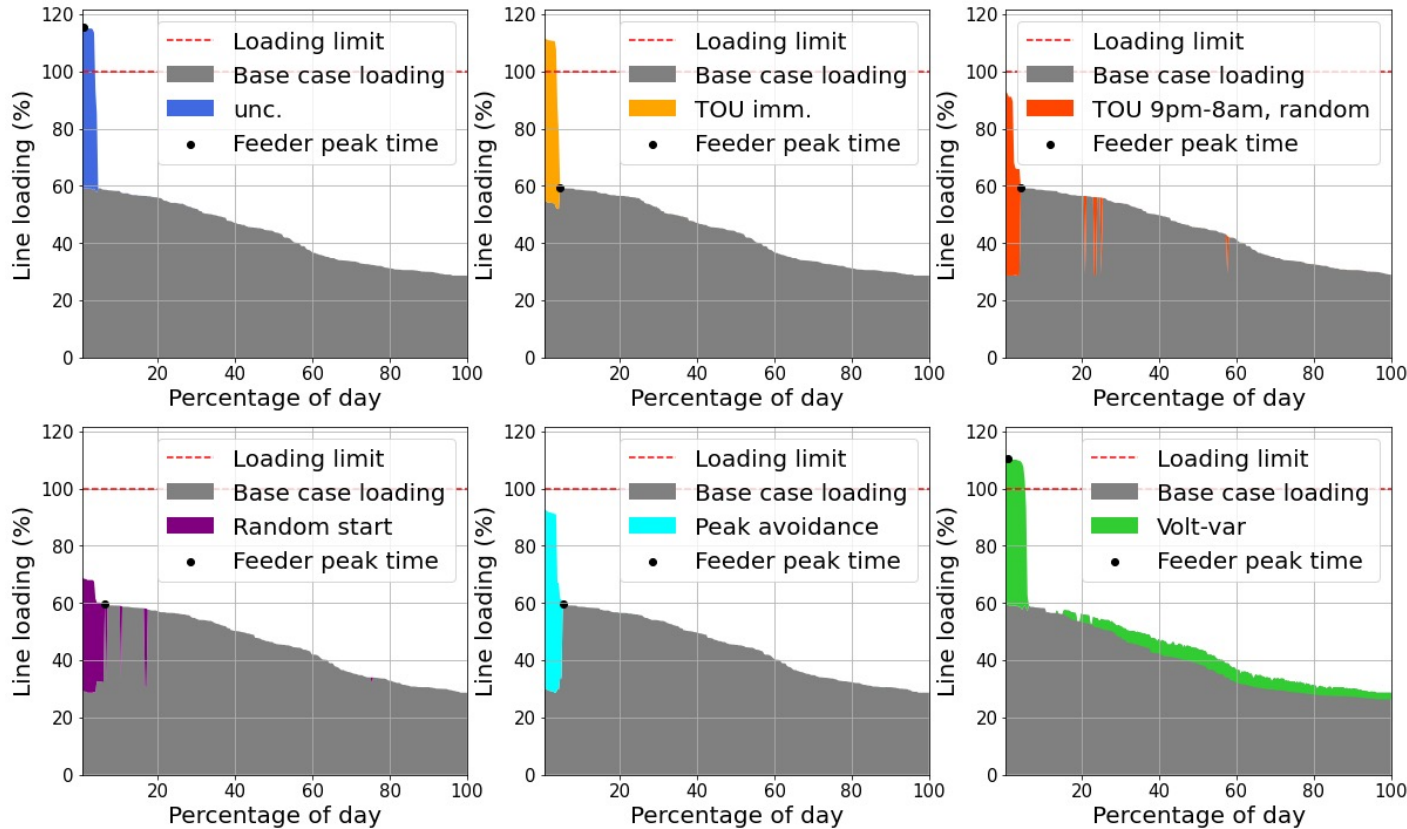 120
100
80
60
40
20
0
Line loading (%)
Loading limit
Base case loading
unc.
Feeder peak time
20 40 60 80 100
Percentage of day
120
100
80
60
40
20
0
Line loading (%)
Loading limit
Base case loading
TOU imm.
Feeder peak time
20 40 60 80 100
Percentage of day
120
100
80
60
40
20
0
Line loading (%)
Loading limit
Base case loading
TOU 9pm-8am, random
Feeder peak time
20 40 60 80 100
Percentage of day
120
100
80
60
40
20
0
Line loading (%)
Loading limit
Base case loading
Random start
Feeder peak time
20 40 60 80 100
Percentage of day
120
100
80
60
40
20
0
Line loading (%)
Loading limit
Base case loading
Peak avoidance
Feeder peak time
20 40 60 80 100
Percentage of day
120
100
80
60
40
20
0
Line loading (%)
Loading limit
Base case loading
Volt-var
Feeder peak time
20 40 60 80 100
Percentage of day